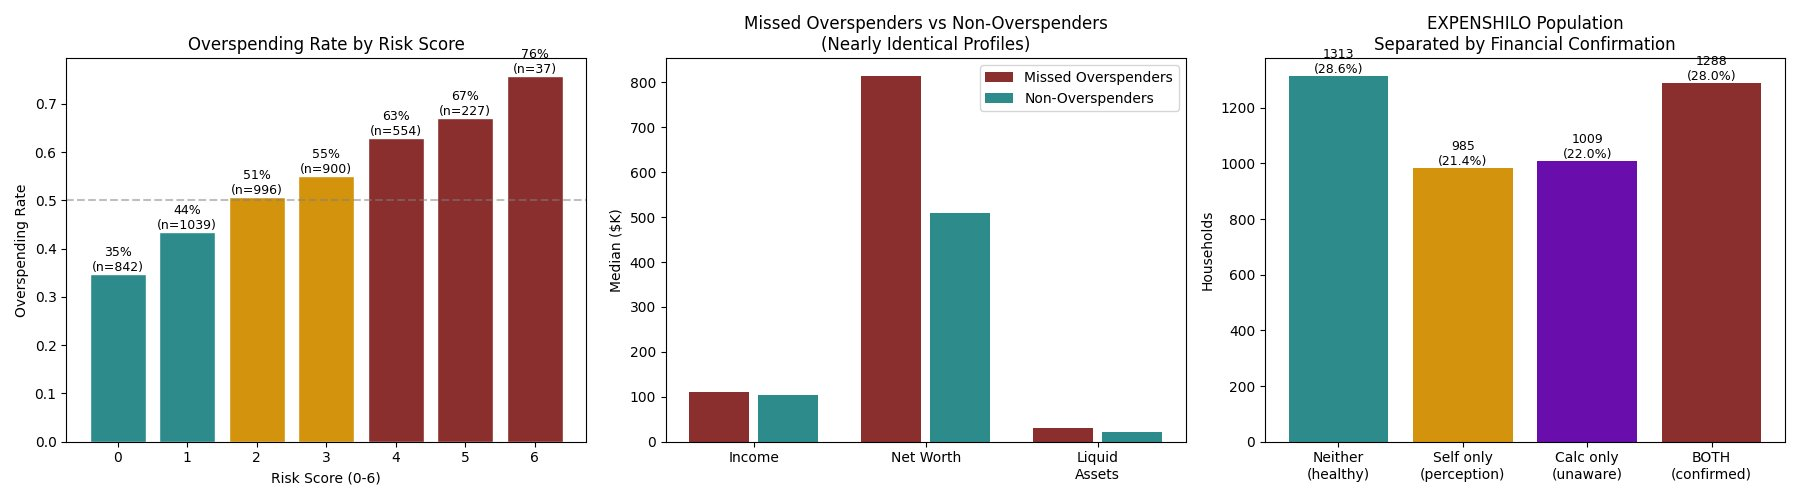 Overspending Rate by Risk Score
Overspending Rate
0.7
0.6
0.5
0.4
0.3
0.2
0.1
0.0
35%
(n=842)
44%
(n=1039)
51%
(n=996)
55%
(n=900)
63%
(n=554)
67%
(n=227)
76%
(n=37)
0 1 2 3 4 5 6
Risk Score (0-6)
Missed Overspenders vs Non-Overspenders
(Nearly Identical Profiles)
Median ($K)
800
700
600
500
400
300
200
100
0
Missed Overspenders
Non-Overspenders
Income
Net Worth
Liquid
Assets
EXPENSHILO Population
Separated by Financial Confirmation
Households
1200
1000
800
600
400
200
0
1313
(28.6%)
985
(21.4%)
1009
(22.0%)
1288
(28.0%)
Neither
(healthy)
Self only
(perception)
Calc only
(unaware)
BOTH
(confirmed)